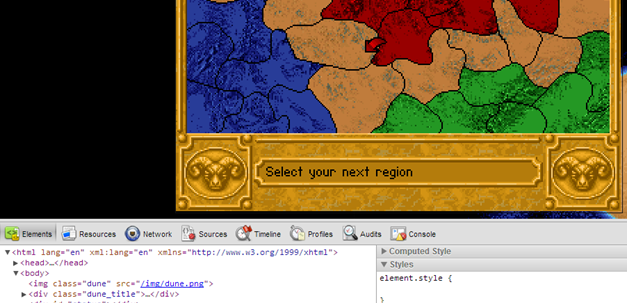 Select your next region
Elements Resources Network Sources Timeline Profiles Audits Console
▼<html lang="en" xml:lang="en" xmlns="http://www.w3.org/1999/xhtml">
▶<head>…</head>
▼<body>
<img class="dune" src="/img/dune.png">
▶<div class="dune_title">…</div>
▶ Computed Style
▼ Styles
element.style {
}